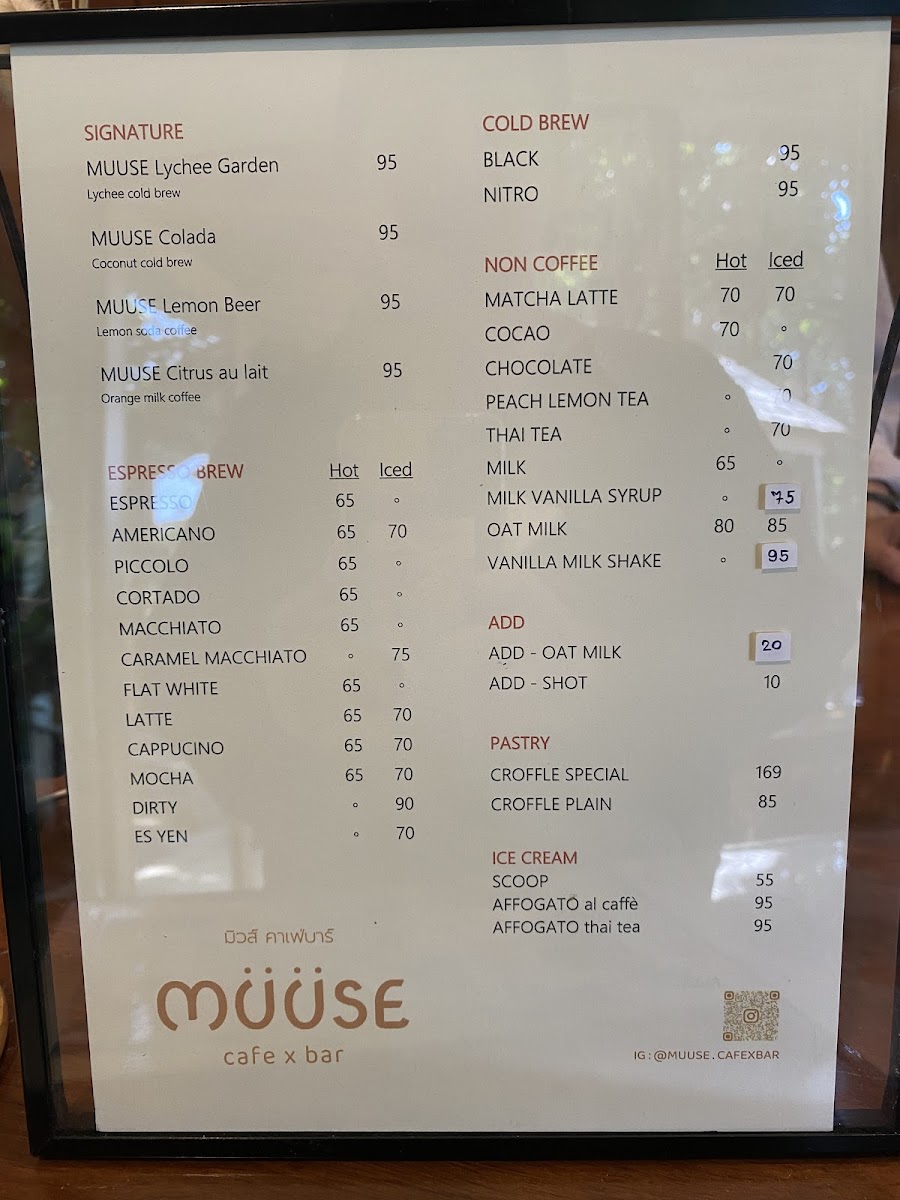 SIGNATURE
MUUSE Lychee Garden 95
Lychee cold brew
MUUSE Colada 95
Coconut cold brew
MUUSE Lemon Beer 95
Lemon soda coffee
MUUSE Citrus au lait 95
Orange milk coffee
ESPRESSO BREW Hot Iced
ESPRESSO 65 ◦
AMERICANO 65 70
PICCOLO 65 ◦
CORTADO 65 ◦
MACCHIATO 65 ◦
CARAMEL MACCHIATO ◦ 75
FLAT WHITE 65 ◦
LATTE 65 70
CAPPUCINO 65 70
MOCHA 65 70
DIRTY ◦ 90
ES YEN ◦ 70
มิวส์ คาเฟ่บาร์
MÜÜSE
cafe x bar
COLD BREW
BLACK 95
NITRO 95
NON COFFEE Hot Iced
MATCHA LATTE 70 70
COCAO 70 ◦
CHOCOLATE 70
PEACH LEMON TEA ◦ 70
THAI TEA ◦ 70
MILK 65 ◦
MILK VANILLA SYRUP ◦ 75
OAT MILK 80 85
VANILLA MILK SHAKE ◦ 95
ADD
ADD - OAT MILK 20
ADD - SHOT 10
PASTRY
CROFFLE SPECIAL 169
CROFFLE PLAIN 85
ICE CREAM
SCOOP 55
AFFOGATO al caffè 95
AFFOGATO thai tea 95
IG : @MUUSE.CAFEXBAR